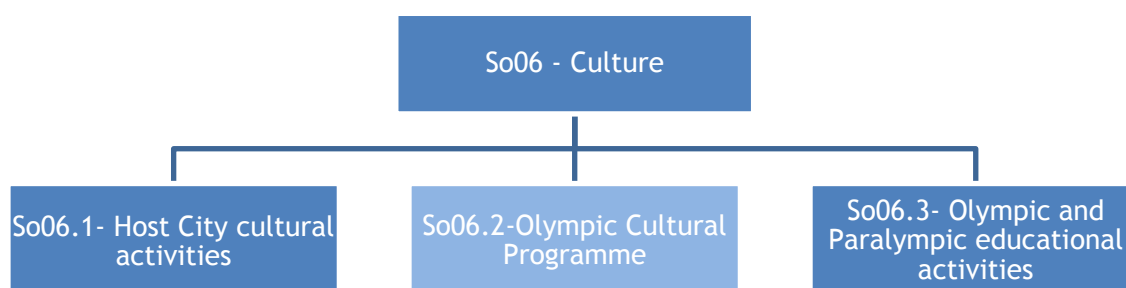 So06 - Culture
So06.1- Host City cultural
activities
So06.2-Olympic Cultural
Programme
So06.3- Olympic and
Paralympic educational
activities